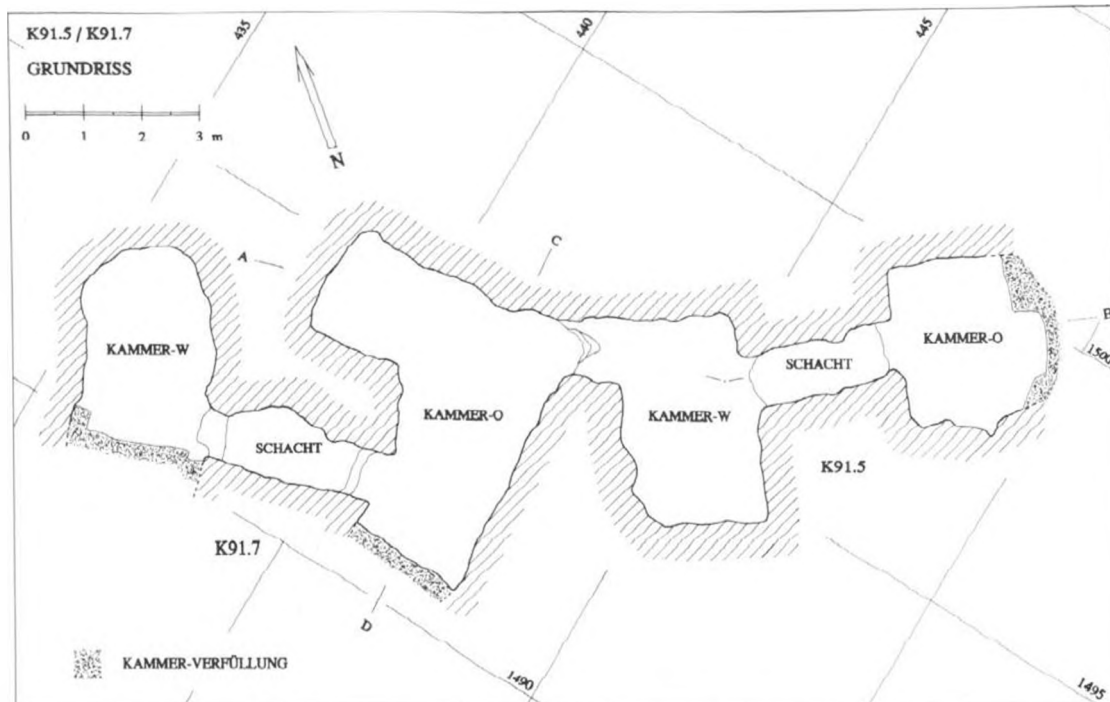 K91.5 / K91.7
GRUNDRISS
0 1 2 3 m
435
440
445
N
A
C
B
1500
KAMMER-W
KAMMER-O
SCHACHT
KAMMER-O
SCHACHT
KAMMER-W
K91.5
K91.7
D
KAMMER-VERFÜLLUNG
1490
1495